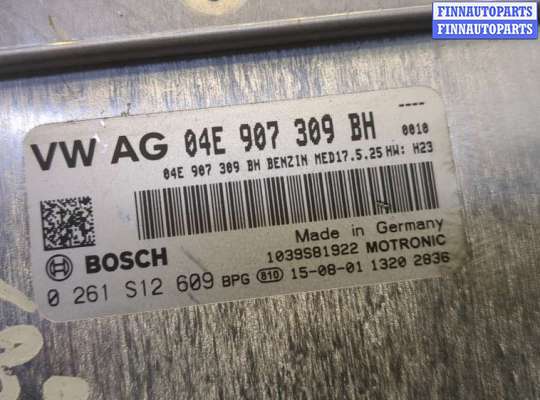 FINNAUTOPARTS
FINNAUTOPARTS
----
VW AG 04E 907 309 BH 0010
04E 907 309 BH BENZIN MED17.5.25 HW: H23
Made in Germany
BOSCH 1039S81922 MOTRONIC
0 261 S12 609 BPG 810 15-08-01 1320 2836